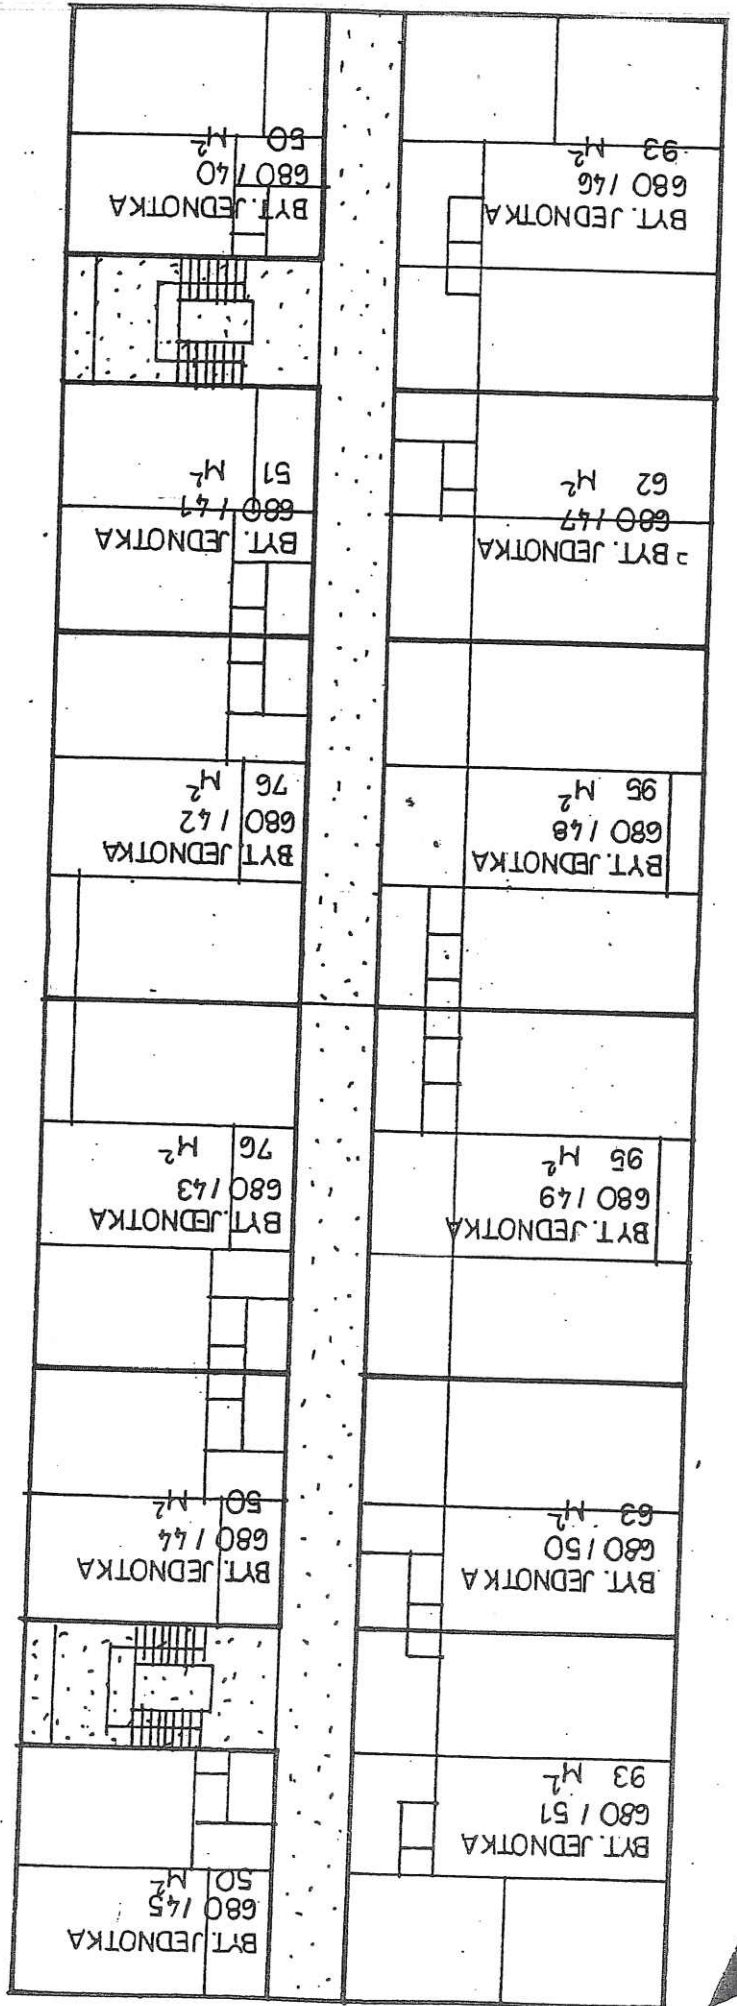 BYT. JEDNOTKA
680 / 45
50 M²
BYT. JEDNOTKA
680 / 51
93 M²
BYT. JEDNOTKA
680 / 44
50 M²
BYT. JEDNOTKA
680 / 50
63 M²
BYT. JEDNOTKA
680 / 43
76 M²
BYT. JEDNOTKA
680 / 49
95 M²
BYT. JEDNOTKA
680 / 42
76 M²
BYT. JEDNOTKA
680 / 48
95 M²
BYT. JEDNOTKA
680 / 41
51 M²
BYT. JEDNOTKA
680 / 47
62 M²
BYT. JEDNOTKA
680 / 40
50 M²
BYT. JEDNOTKA
680 / 46
93 M²